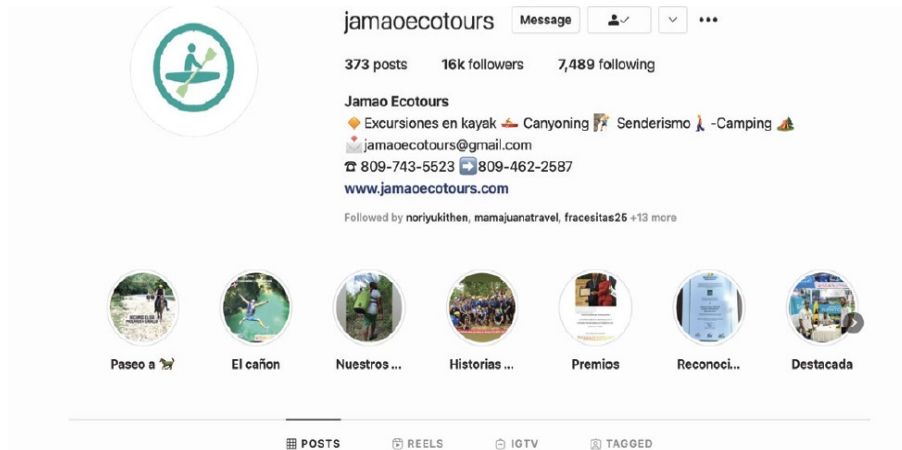 jamaoecotours Message
373 posts 16k followers 7,489 following
Jamao Ecotours
Excursiones en kayak Canyoning Senderismo -Camping
jamaoecotours@gmail.com
☎ 809-743-5523 ➡809-462-2587
www.jamaoecotours.com
Followed by noriyukithen, mamajuanatravel, fracesitas25 +13 more
Paseo a El cañon Nuestros ... Historias ... Premios Reconoci... Destacada
POSTS REELS IGTV TAGGED